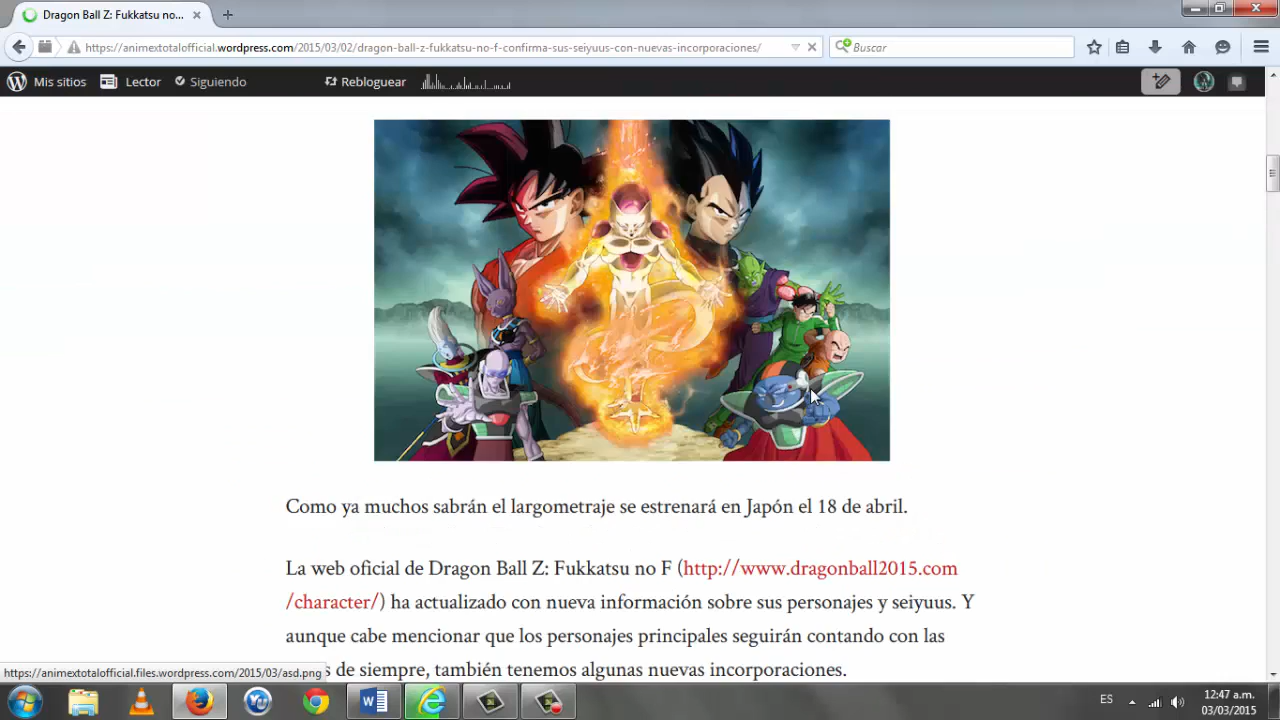 Dragon Ball Z: Fukkatsu no...
https://animextotalofficial.wordpress.com/2015/03/02/dragon-ball-z-fukkatsu-no-f-confirma-sus-seiyuus-con-nuevas-incorporaciones/
Buscar
Mis sitios Lector Siguiendo Rebloguear
Como ya muchos sabrán el largometraje se estrenará en Japón el 18 de abril.
La web oficial de Dragon Ball Z: Fukkatsu no F (http://www.dragonball2015.com
/character/) ha actualizado con nueva información sobre sus personajes y seiyuus. Y
aunque cabe mencionar que los personajes principales seguirán contando con las
de siempre, también tenemos algunas nuevas incorporaciones.
https://animextotalofficial.files.wordpress.com/2015/03/asd.png
ES
12:47 a.m.
03/03/2015